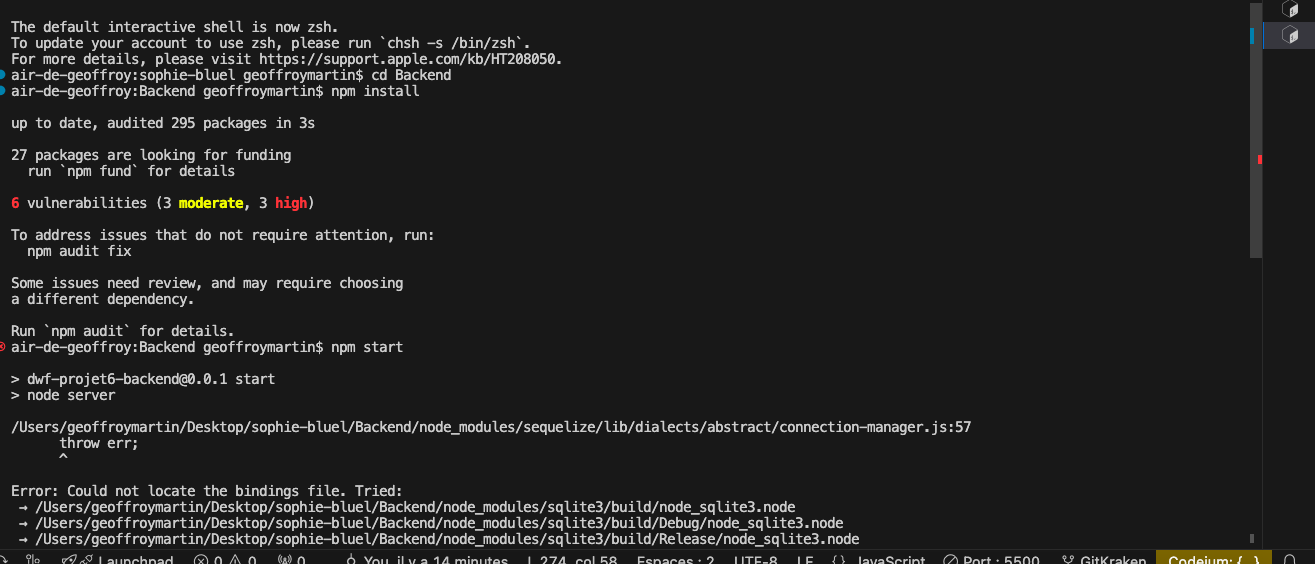 The default interactive shell is now zsh.
To update your account to use zsh, please run `chsh -s /bin/zsh`.
For more details, please visit https://support.apple.com/kb/HT208050.
air-de-geoffroy:sophie-bluel geoffroymartin$ cd Backend
air-de-geoffroy:Backend geoffroymartin$ npm install
up to date, audited 295 packages in 3s
27 packages are looking for funding
  run `npm fund` for details
6 vulnerabilities (3 moderate, 3 high)
To address issues that do not require attention, run:
  npm audit fix
Some issues need review, and may require choosing
a different dependency.
Run `npm audit` for details.
air-de-geoffroy:Backend geoffroymartin$ npm start
> dwf-projet6-backend@0.0.1 start
> node server
/Users/geoffroymartin/Desktop/sophie-bluel/Backend/node_modules/sequelize/lib/dialects/abstract/connection-manager.js:57
      throw err;
      ^
Error: Could not locate the bindings file. Tried:
 → /Users/geoffroymartin/Desktop/sophie-bluel/Backend/node_modules/sqlite3/build/node_sqlite3.node
 → /Users/geoffroymartin/Desktop/sophie-bluel/Backend/node_modules/sqlite3/build/Debug/node_sqlite3.node
 → /Users/geoffroymartin/Desktop/sophie-bluel/Backend/node_modules/sqlite3/build/Release/node_sqlite3.node
Launchpad 0 0 0 You, il y a 14 minutes L 274, col 58 Espaces : 2 UTF-8 LF {} JavaScript Port : 5500 GitKraken Codeium: {...}